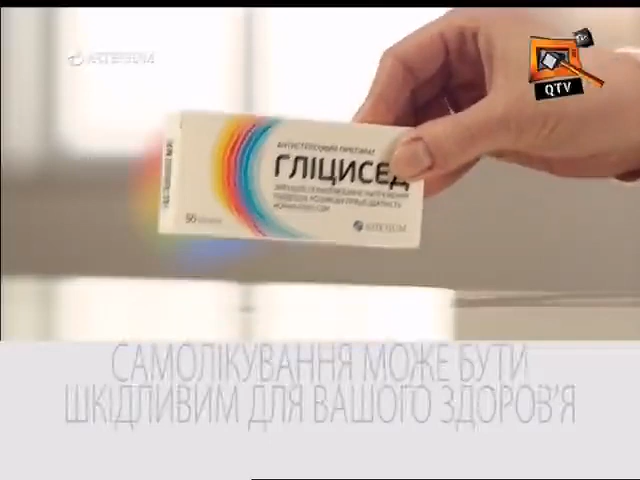 ARTERIUM
QTV
АНТИСТРЕСОВИЙ ПРЕПАРАТ
ГЛІЦИСЕД
50
ARTERIUM
САМОЛІКУВАННЯ МОЖЕ БУТИ
ШКІДЛИВИМ ДЛЯ ВАШОГО ЗДОРОВ'Я